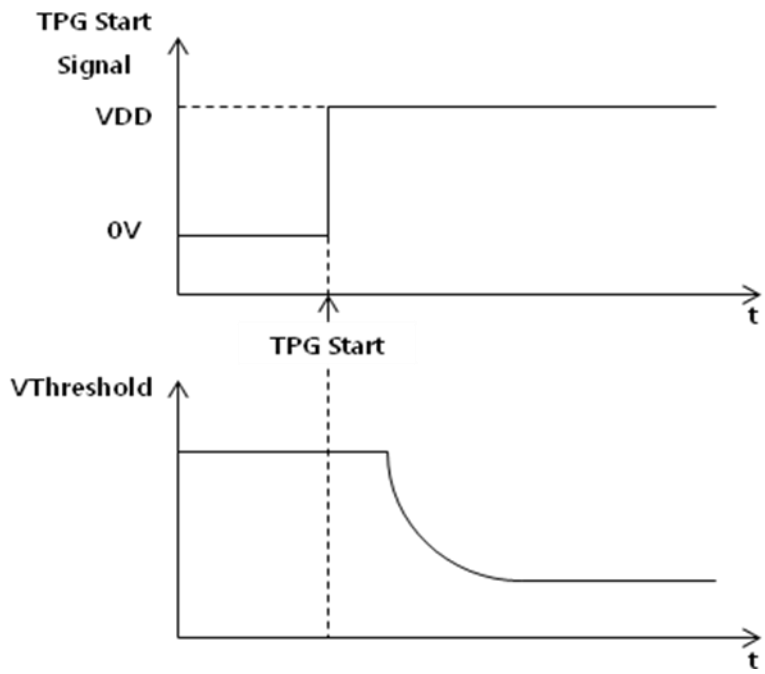 TPG Start
Signal
VDD
0V
t
TPG Start
VThreshold
t